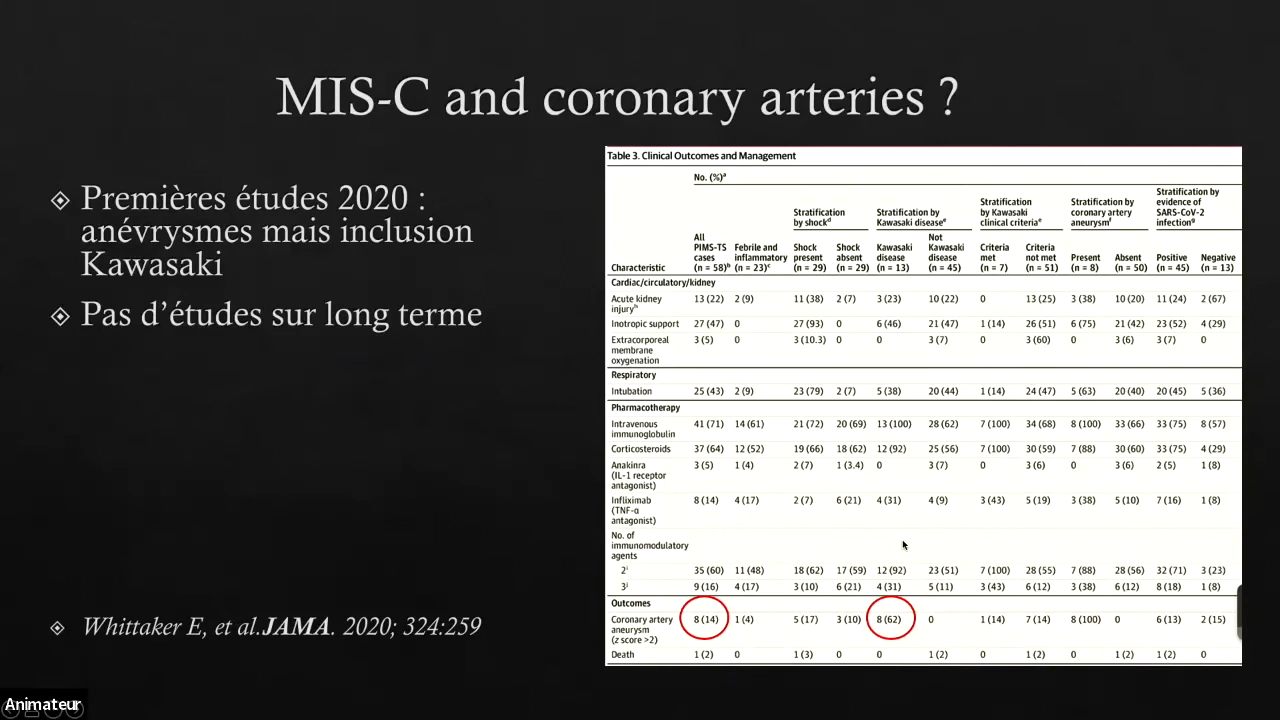 MIS-C and coronary arteries ?
Premières études 2020 :
anévrysmes mais inclusion
Kawasaki
Pas d’études sur long terme
Whittaker E, et al.JAMA. 2020; 324:259
Table 3. Clinical Outcomes and Management
No. (%)a
Characteristic
All PIMS-TS cases (n = 58)b
Febrile and inflammatory (n = 23)c
Stratification by shockd
Shock present (n = 29)
Shock absent (n = 29)
Stratification by Kawasaki diseasee
Kawasaki disease (n = 13)
Not Kawasaki disease (n = 45)
Stratification by Kawasaki clinical criteriae
Criteria met (n = 7)
Criteria not met (n = 51)
Stratification by coronary artery aneurysmf
Present (n = 8)
Absent (n = 50)
Stratification by evidence of SARS-CoV-2 infectiong
Positive (n = 45)
Negative (n = 13)
Cardiac/circulatory/kidney
Acute kidney injuryh 13 (22) 2 (9) 11 (38) 2 (7) 3 (23) 10 (22) 0 13 (25) 3 (38) 10 (20) 11 (24) 2 (67)
Inotropic support 27 (47) 0 27 (93) 0 6 (46) 21 (47) 1 (14) 26 (51) 6 (75) 21 (42) 23 (52) 4 (29)
Extracorporeal membrane oxygenation 3 (5) 0 3 (10.3) 0 0 3 (7) 0 3 (60) 0 3 (6) 3 (7) 0
Respiratory
Intubation 25 (43) 2 (9) 23 (79) 2 (7) 5 (38) 20 (44) 1 (14) 24 (47) 5 (63) 20 (40) 20 (45) 5 (36)
Pharmacotherapy
Intravenous immunoglobulin 41 (71) 14 (61) 21 (72) 20 (69) 13 (100) 28 (62) 7 (100) 34 (68) 8 (100) 33 (66) 33 (75) 8 (57)
Corticosteroids 37 (64) 12 (52) 19 (66) 18 (62) 12 (92) 25 (56) 7 (100) 30 (59) 7 (88) 30 (60) 33 (75) 4 (29)
Anakinra (IL-1 receptor antagonist) 3 (5) 1 (4) 2 (7) 1 (3.4) 0 3 (7) 0 3 (6) 0 3 (6) 2 (5) 1 (8)
Infliximab (TNF-α antagonist) 8 (14) 4 (17) 2 (7) 6 (21) 4 (31) 4 (9) 3 (43) 5 (19) 3 (38) 5 (10) 7 (16) 1 (8)
No. of immunomodulatory agents
2i 35 (60) 11 (48) 18 (62) 17 (59) 12 (92) 23 (51) 7 (100) 28 (55) 7 (88) 28 (56) 32 (71) 3 (23)
3j 9 (16) 4 (17) 3 (10) 6 (21) 4 (31) 5 (11) 3 (43) 6 (12) 3 (38) 6 (12) 8 (18) 1 (8)
Outcomes
Coronary artery aneurysm (z score >2) 8 (14) 1 (4) 5 (17) 3 (10) 8 (62) 0 1 (14) 7 (14) 8 (100) 0 6 (13) 2 (15)
Death 1 (2) 0 1 (3) 0 0 1 (2) 0 1 (2) 0 1 (2) 1 (2) 0
Animateur